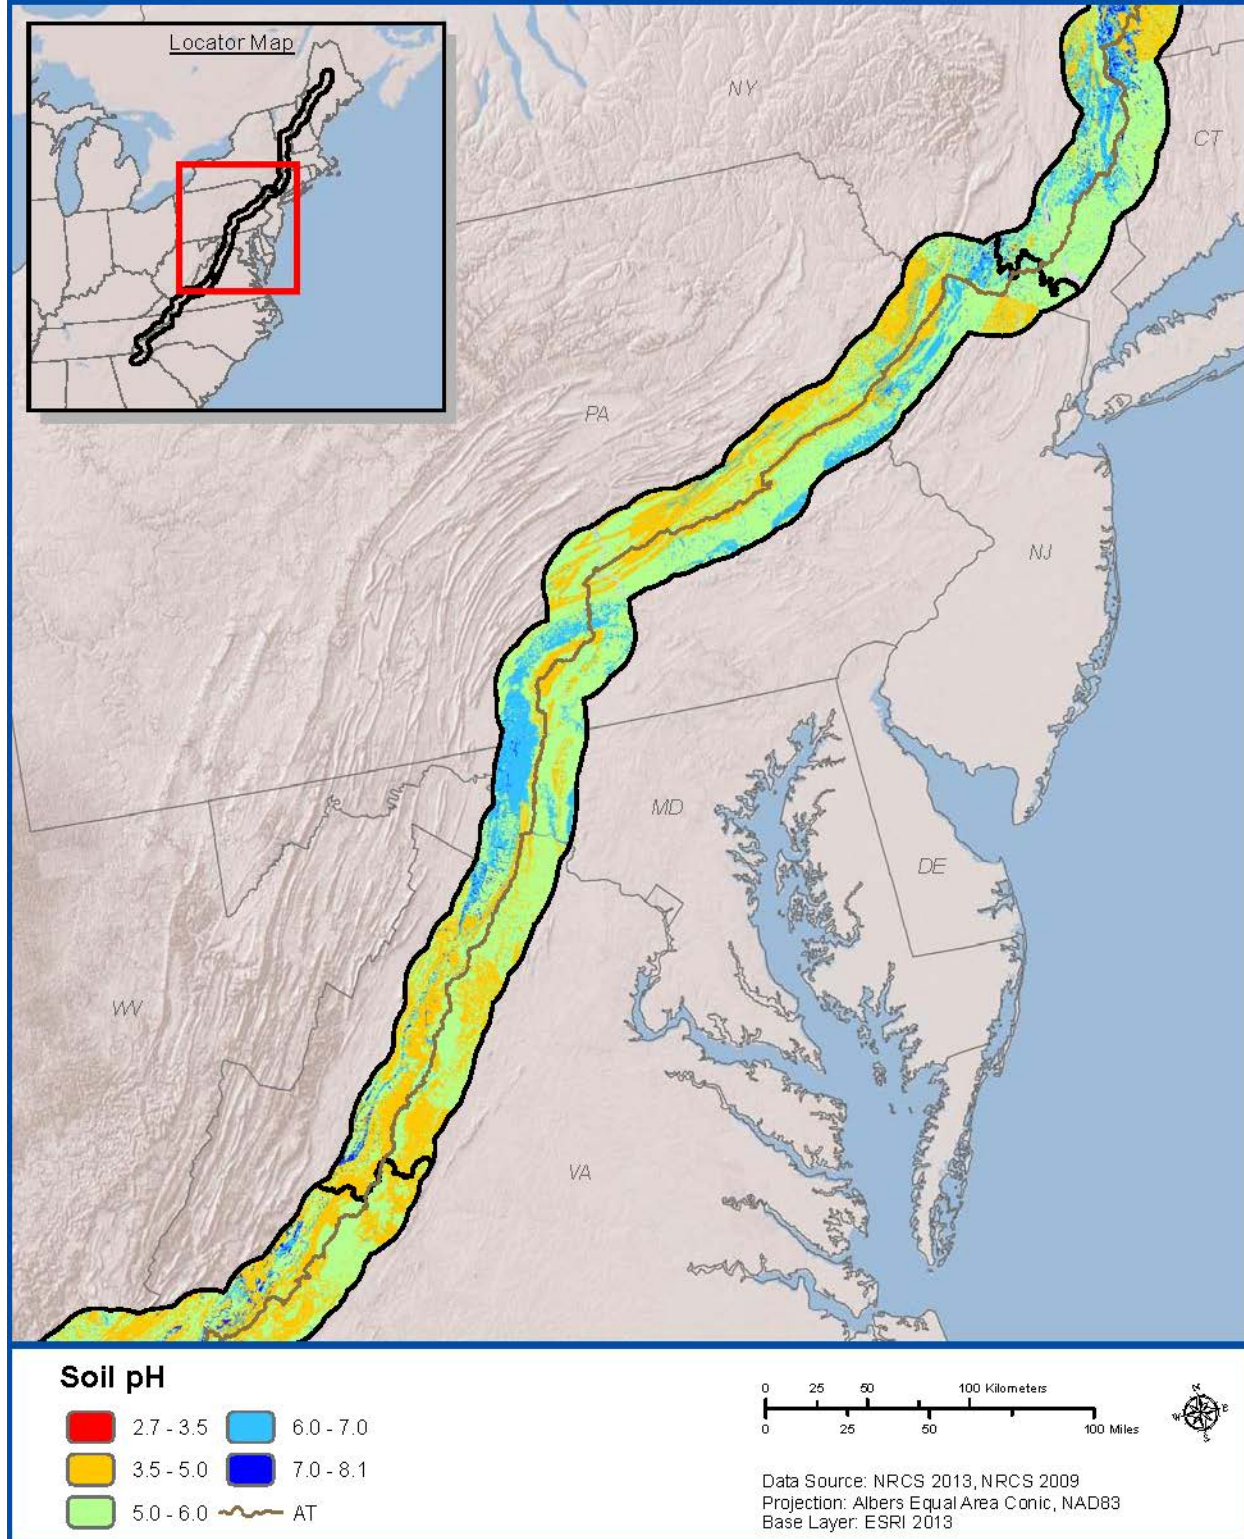 Locator Map
NY
CT
PA
NJ
MD
DE
WV
VA
Soil pH
2.7 - 3.5
6.0 - 7.0
3.5 - 5.0
7.0 - 8.1
5.0 - 6.0
AT
0 25 50 100 Kilometers
0 25 50 100 Miles
N
W E
S
Data Source: NRCS 2013, NRCS 2009
Projection: Albers Equal Area Conic, NAD83
Base Layer: ESRI 2013